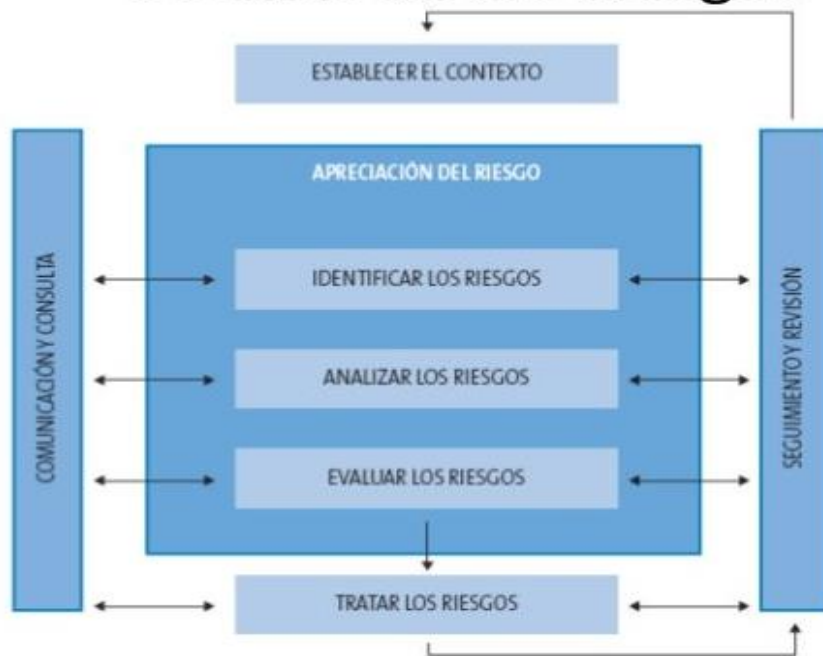 ESTABLECER EL CONTEXTO
APRECIACIÓN DEL RIESGO
IDENTIFICAR LOS RIESGOS
ANALIZAR LOS RIESGOS
EVALUAR LOS RIESGOS
TRATAR LOS RIESGOS
COMUNICACIÓN Y CONSULTA
SEGUIMIENTO Y REVISIÓN